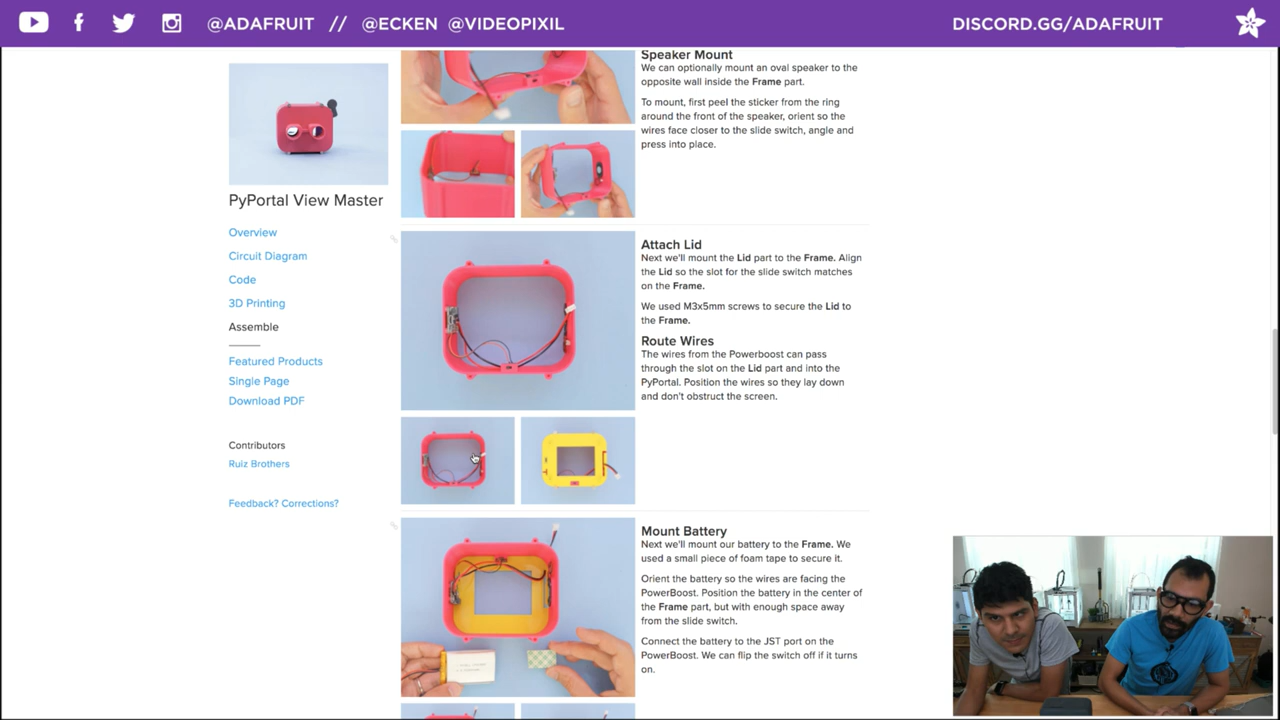 @ADAFRUIT // @ECKEN @VIDEOPIXIL
DISCORD.GG/ADAFRUIT
PyPortal View Master
Overview
Circuit Diagram
Code
3D Printing
Assemble
Featured Products
Single Page
Download PDF
Contributors
Ruiz Brothers
Feedback? Corrections?
Speaker Mount
We can optionally mount an oval speaker to the
opposite wall inside the Frame part.
To mount, first peel the sticker from the ring
around the front of the speaker, orient so the
wires face closer to the slide switch, angle and
press into place.
Attach Lid
Next we'll mount the Lid part to the Frame. Align
the Lid so the slot for the slide switch matches
on the Frame.
We used M3x5mm screws to secure the Lid to
the Frame.
Route Wires
The wires from the Powerboost can pass
through the slot on the Lid part and into the
PyPortal. Position the wires so they lay down
and don't obstruct the screen.
Mount Battery
Next we'll mount our battery to the Frame. We
used a small piece of foam tape to secure it.
Orient the battery so the wires are facing the
PowerBoost. Position the battery in the center of
the Frame part, but with enough space away
from the slide switch.
Connect the battery to the JST port on the
PowerBoost. We can flip the switch off if it turns
on.